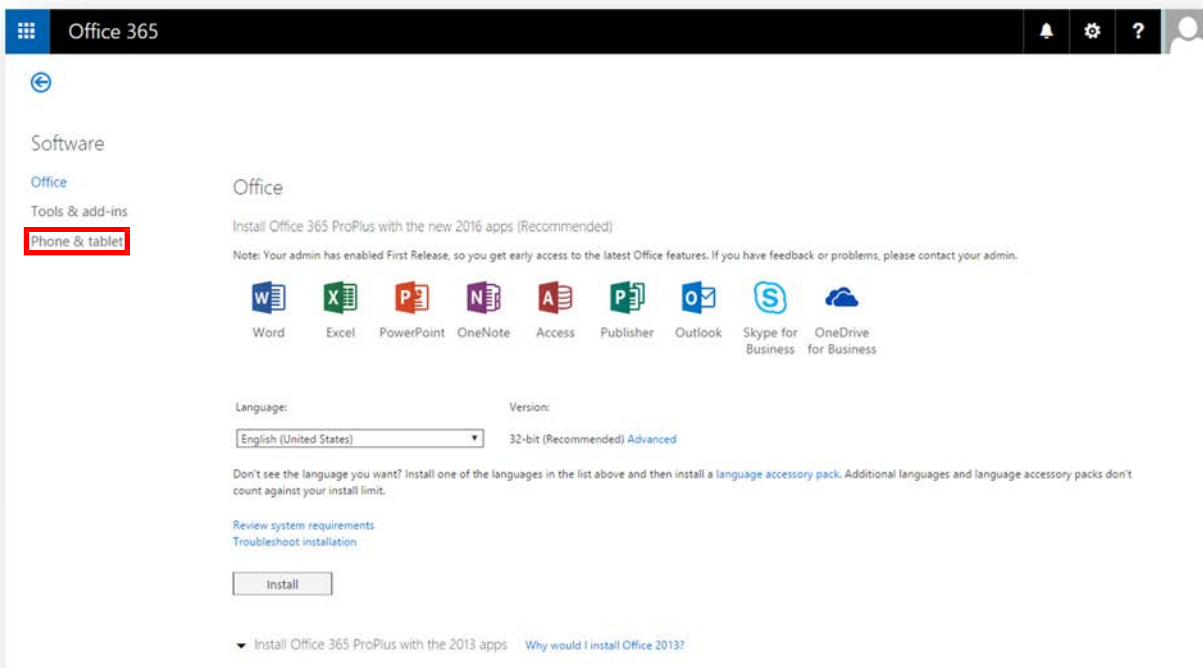 Office 365
?
Software
Office
Tools & add-ins
Phone & tablet
Office
Install Office 365 ProPlus with the new 2016 apps (Recommended)
Note: Your admin has enabled First Release, so you get early access to the latest Office features. If you have feedback or problems, please contact your admin.
Word Excel PowerPoint OneNote Access Publisher Outlook Skype for Business OneDrive for Business
Language: Version:
English (United States) 32-bit (Recommended) Advanced
Don't see the language you want? Install one of the languages in the list above and then install a language accessory pack. Additional languages and language accessory packs don't
count against your install limit.
Review system requirements
Troubleshoot installation
Install
Install Office 365 ProPlus with the 2013 apps Why would I install Office 2013?